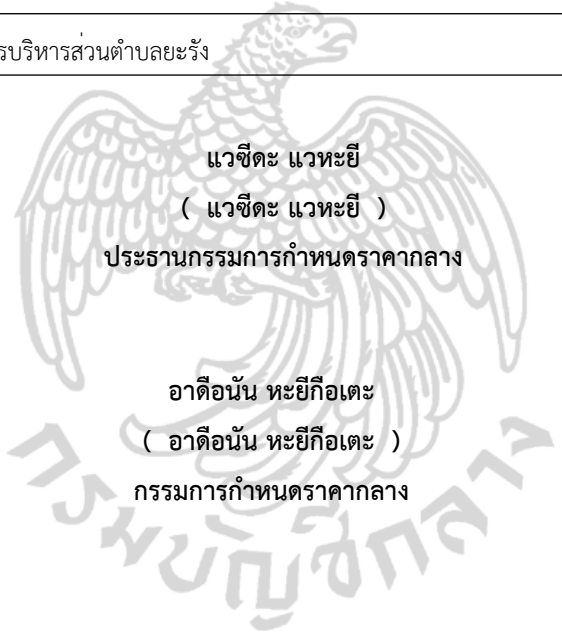 รบริหารส่วนตำบลยะรัง
แวซีดะ แวหะยี
( แวซีดะ แวหะยี )
ประธานกรรมการกำหนดราคากลาง
อาดือนัน หะยีกือเตะ
( อาดือนัน หะยีกือเตะ )
กรรมการกำหนดราคากลาง
กรมบัญชีกลาง